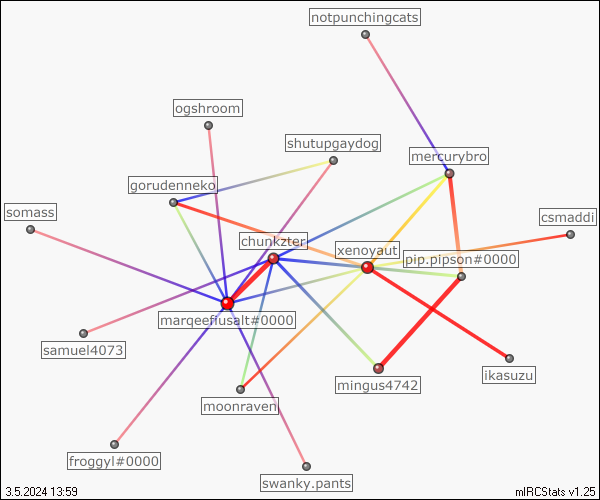 notpunchingcats
ogshroom
shutupgaydog
mercurybro
gorudenneko
somass
csmaddi
chunkzter
xenoyaut
pip.pipson#0000
marqeeflusalt#0000
samuel4073
ikasuzu
mingus4742
moonraven
froggyl#0000
swanky.pants
3.5.2024 13:59
mIRCStats v1.25